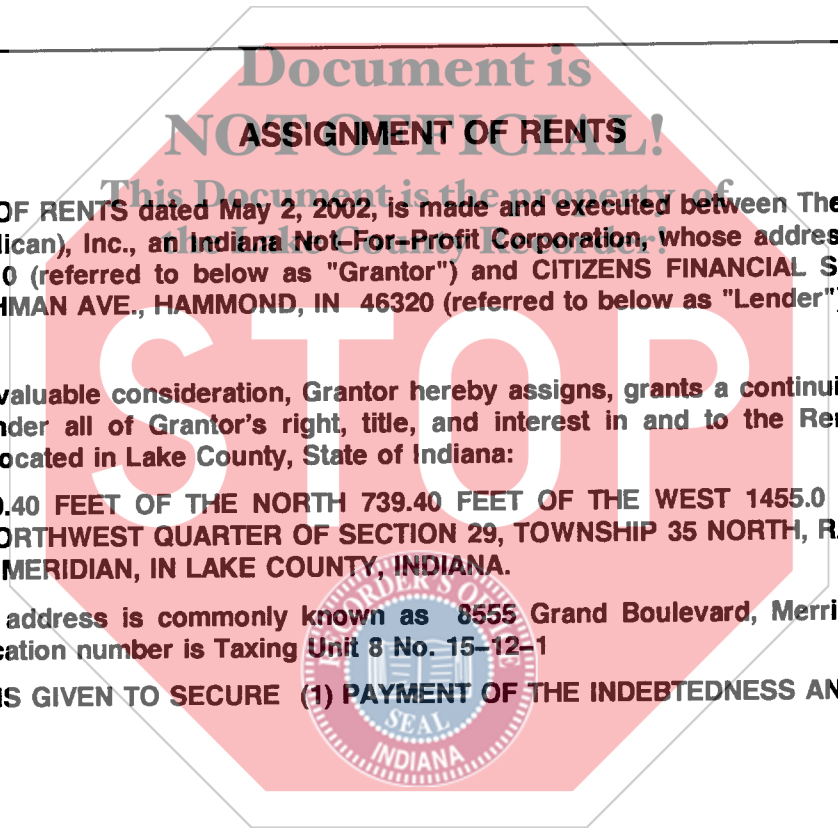 Document is
NOT OFFICIAL!
ASSIGNMENT OF RENTS
This Document is the property of
the Lake County Recorder!
OF RENTS dated May 2, 2002, is made and executed between The
lican), Inc., an Indiana Not-For-Profit Corporation, whose addres
0 (referred to below as "Grantor") and CITIZENS FINANCIAL S
HMAN AVE., HAMMOND, IN 46320 (referred to below as "Lender")
STOP
valuable consideration, Grantor hereby assigns, grants a continui
nder all of Grantor's right, title, and interest in and to the Re
ocated in Lake County, State of Indiana:
0.40 FEET OF THE NORTH 739.40 FEET OF THE WEST 1455.0
ORTHWEST QUARTER OF SECTION 29, TOWNSHIP 35 NORTH, R
MERIDIAN, IN LAKE COUNTY, INDIANA.
address is commonly known as 8555 Grand Boulevard, Merri
cation number is Taxing Unit 8 No. 15-12-1
IS GIVEN TO SECURE (1) PAYMENT OF THE INDEBTEDNESS AN
RECORDER'S OF
SEAL
INDIANA